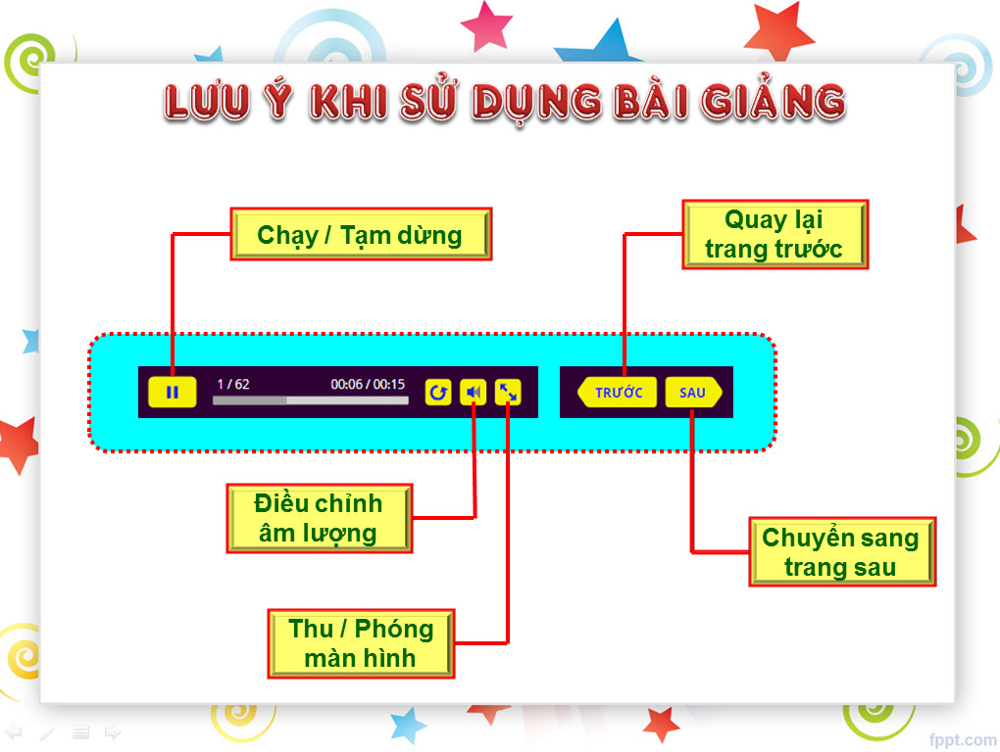 LƯU Ý KHI SỬ DỤNG BÀI GIẢNG
Chạy / Tạm dừng
Quay lại
trang trước
1 / 62
00:06 / 00:15
TRƯỚC
SAU
Điều chỉnh
âm lượng
Chuyển sang
trang sau
Thu / Phóng
màn hình
fppt.com